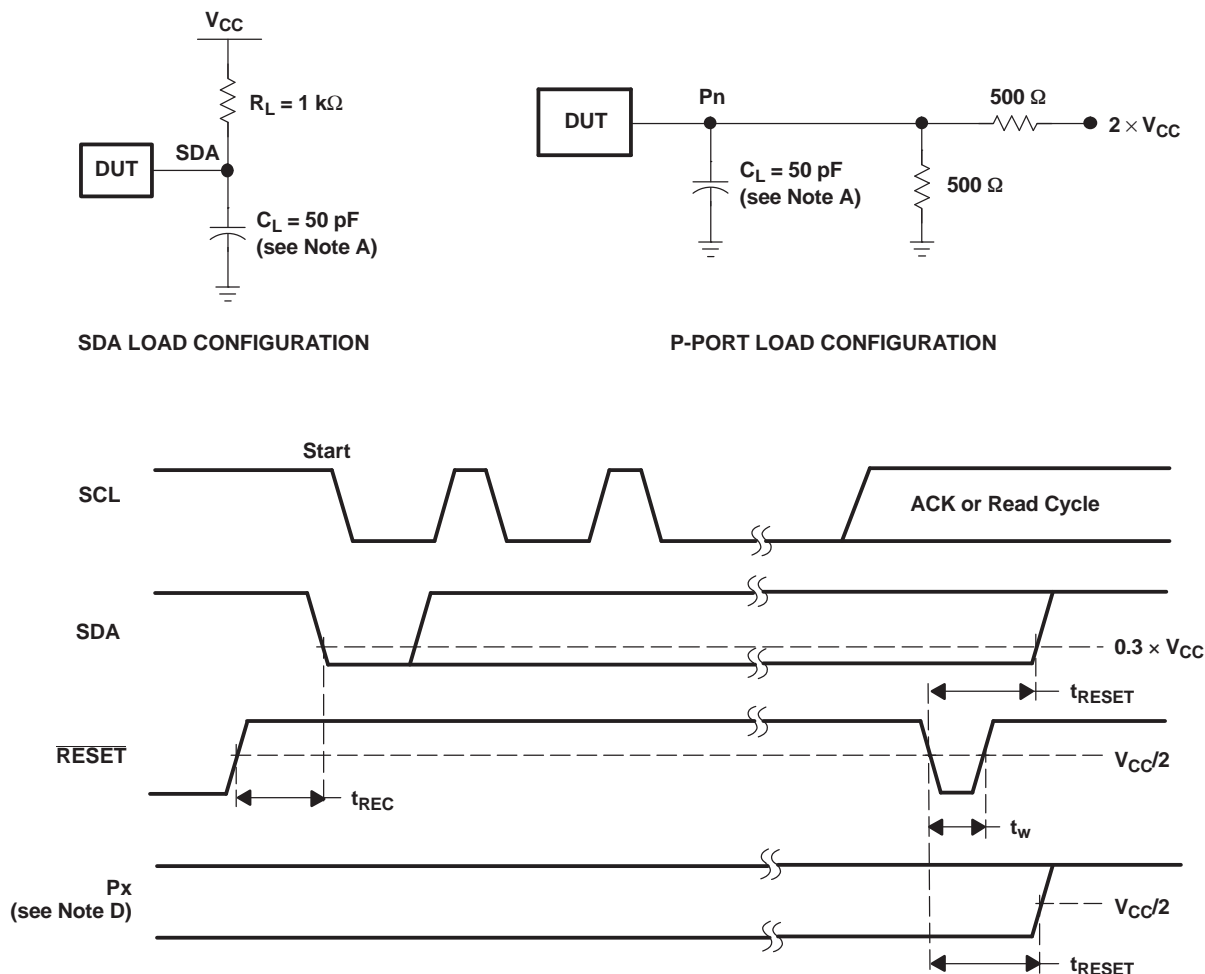 VCC
RL = 1 kΩ
DUT
SDA
CL = 50 pF
(see Note A)
SDA LOAD CONFIGURATION
DUT
Pn
500 Ω
2 × VCC
CL = 50 pF
(see Note A)
500 Ω
P-PORT LOAD CONFIGURATION
Start
SCL
ACK or Read Cycle
SDA
0.3 × VCC
tRESET
RESET
VCC/2
tREC
tw
Px
(see Note D)
VCC/2
tRESET